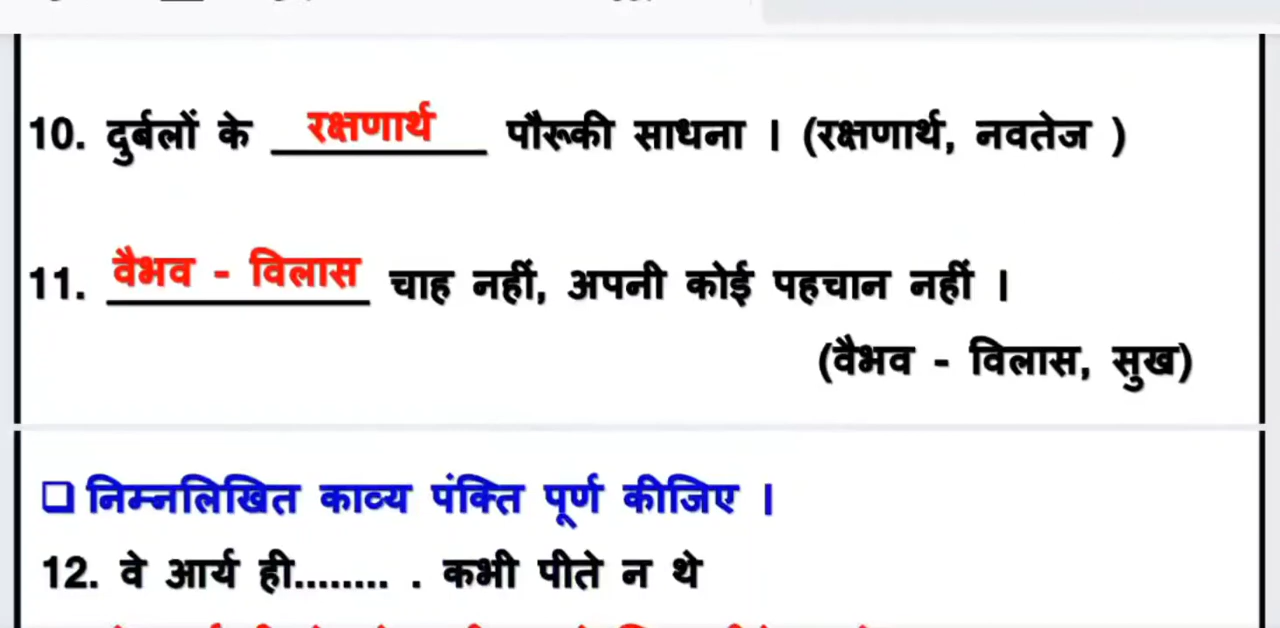 10. दुर्बलों के रक्षणार्थ पौरूकी साधना । (रक्षणार्थ, नवतेज )
11. वैभव - विलास चाह नहीं, अपनी कोई पहचान नहीं ।
(वैभव - विलास, सुख)
❑ निम्नलिखित काव्य पंक्ति पूर्ण कीजिए ।
12. वे आर्य ही........ . कभी पीते न थे